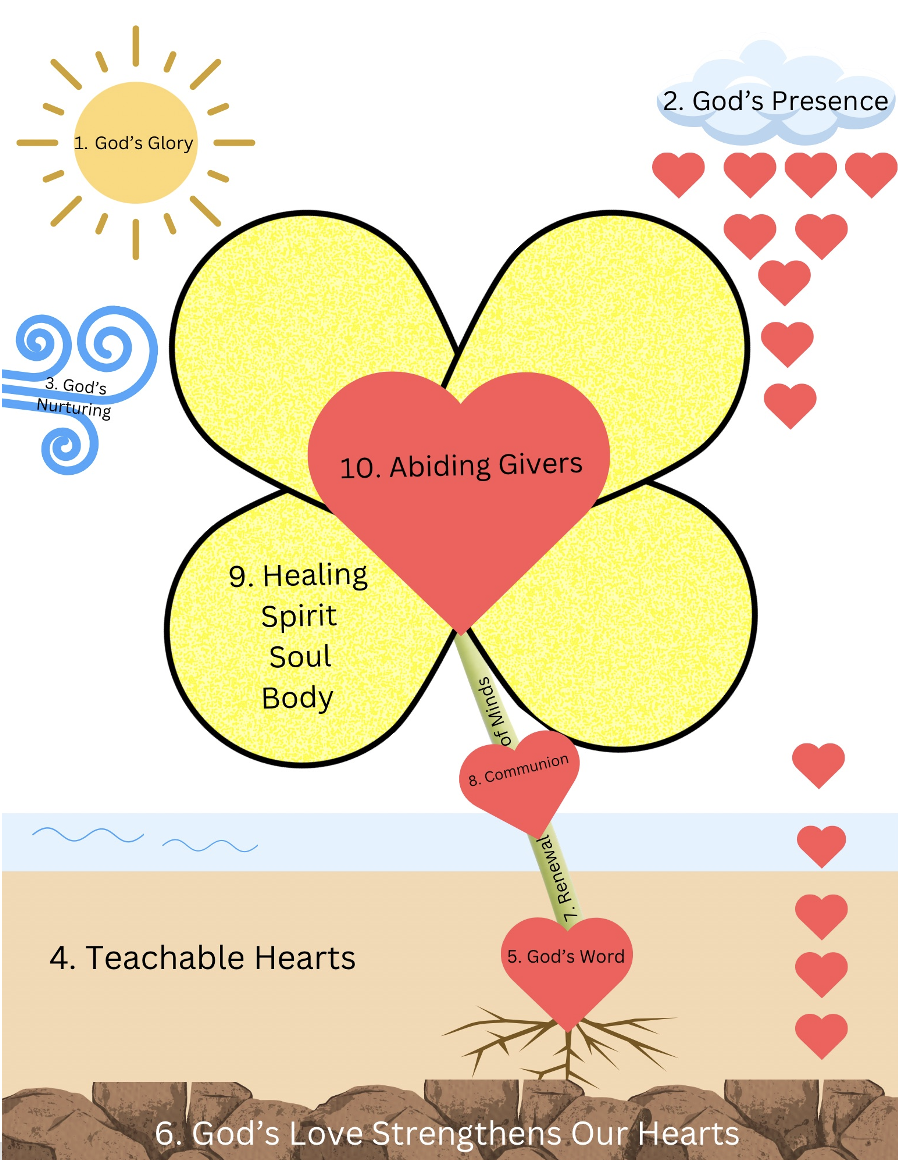 1. God's Glory
2. God's Presence
3. God's
Nurturing
10. Abiding Givers
9. Healing
Spirit
Soul
Body
of Minds
8. Communion
7. Renewal
4. Teachable Hearts
5. God's Word
6. God's Love Strengthens Our Hearts